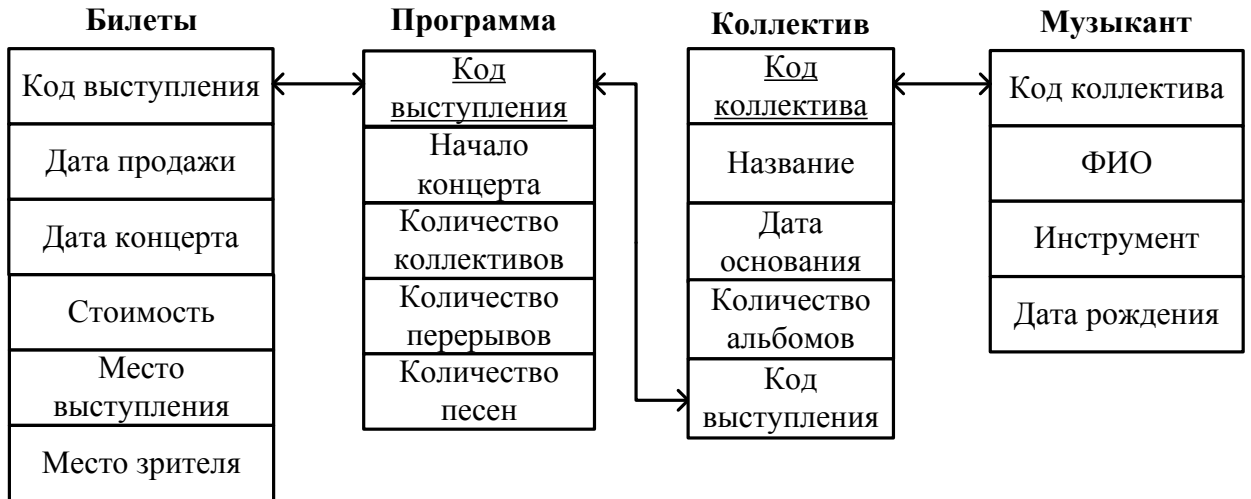 Билеты
Код выступления
Дата продажи
Дата концерта
Стоимость
Место
выступления
Место зрителя
Программа
Код
выступления
Начало
концерта
Количество
коллективов
Количество
перерывов
Количество
песен
Коллектив
Код
коллектива
Название
Дата
основания
Количество
альбомов
Код
выступления
Музыкант
Код коллектива
ФИО
Инструмент
Дата рождения